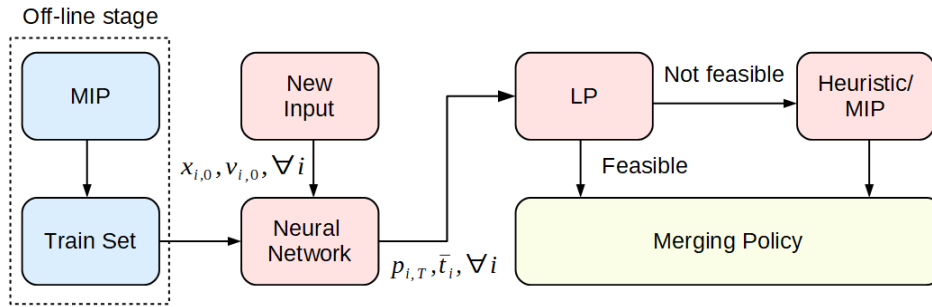 Off-line stage
MIP
New
Input
LP
Not feasible
Heuristic/
MIP
x_{i,0}, v_{i,0}, ∀ i
Feasible
Train Set
Neural
Network
p_{i,T}, t̄_i, ∀ i
Merging Policy